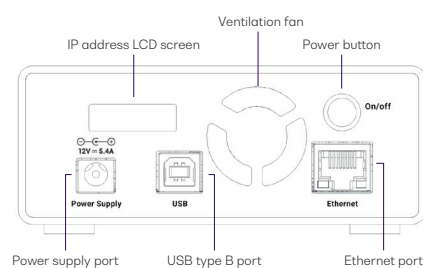 Ventilation fan
IP address LCD screen
Power button
On/off
12V⎓5.4A
Power Supply
USB
Ethernet
Power supply port
USB type B port
Ethernet port